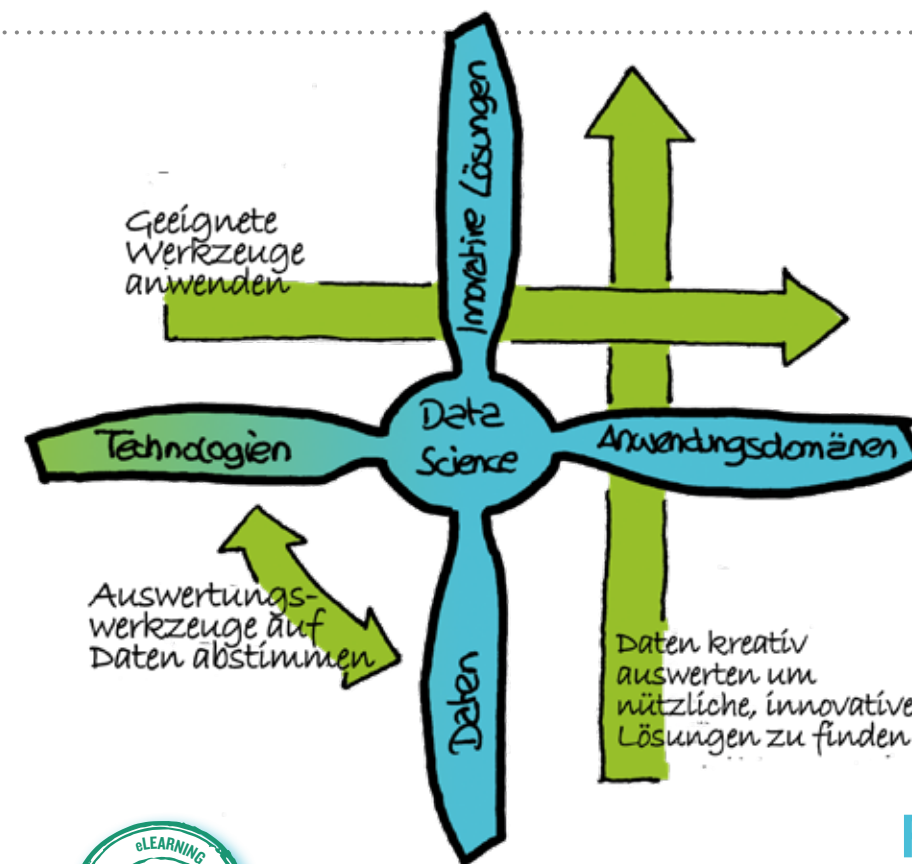 Innovative Lösungen
Geeignete
Werkzeuge
anwenden
Data
Science
Technologien
Anwendungsdomänen
Auswertungs-
werkzeuge auf
Daten abstimmen
Daten
Daten kreativ
auswerten um
nützliche, innovative
Lösungen zu finden
eLEARNING